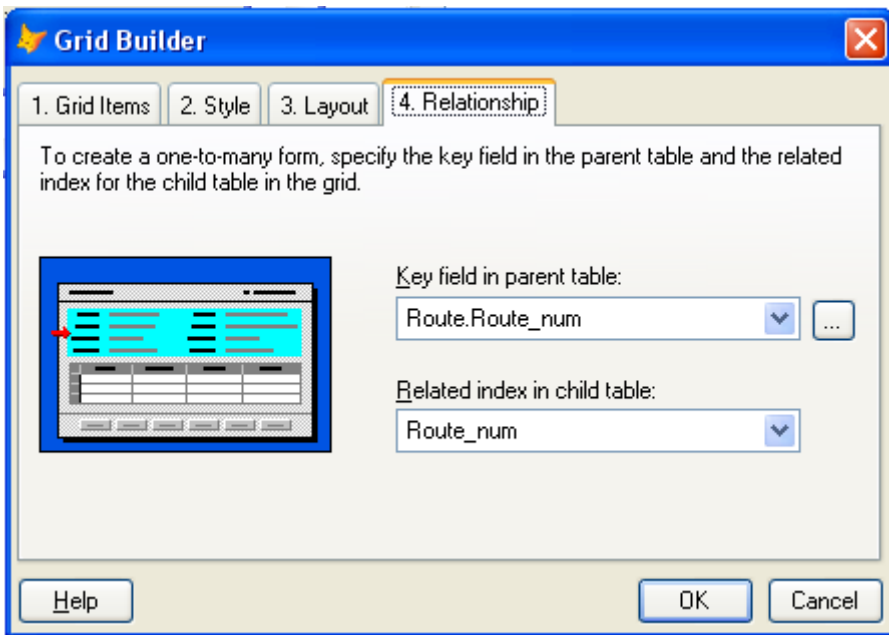 Grid Builder
1. Grid Items
2. Style
3. Layout
4. Relationship
To create a one-to-many form, specify the key field in the parent table and the related
index for the child table in the grid.
Key field in parent table:
Route.Route_num
...
Related index in child table:
Route_num
Help
OK
Cancel